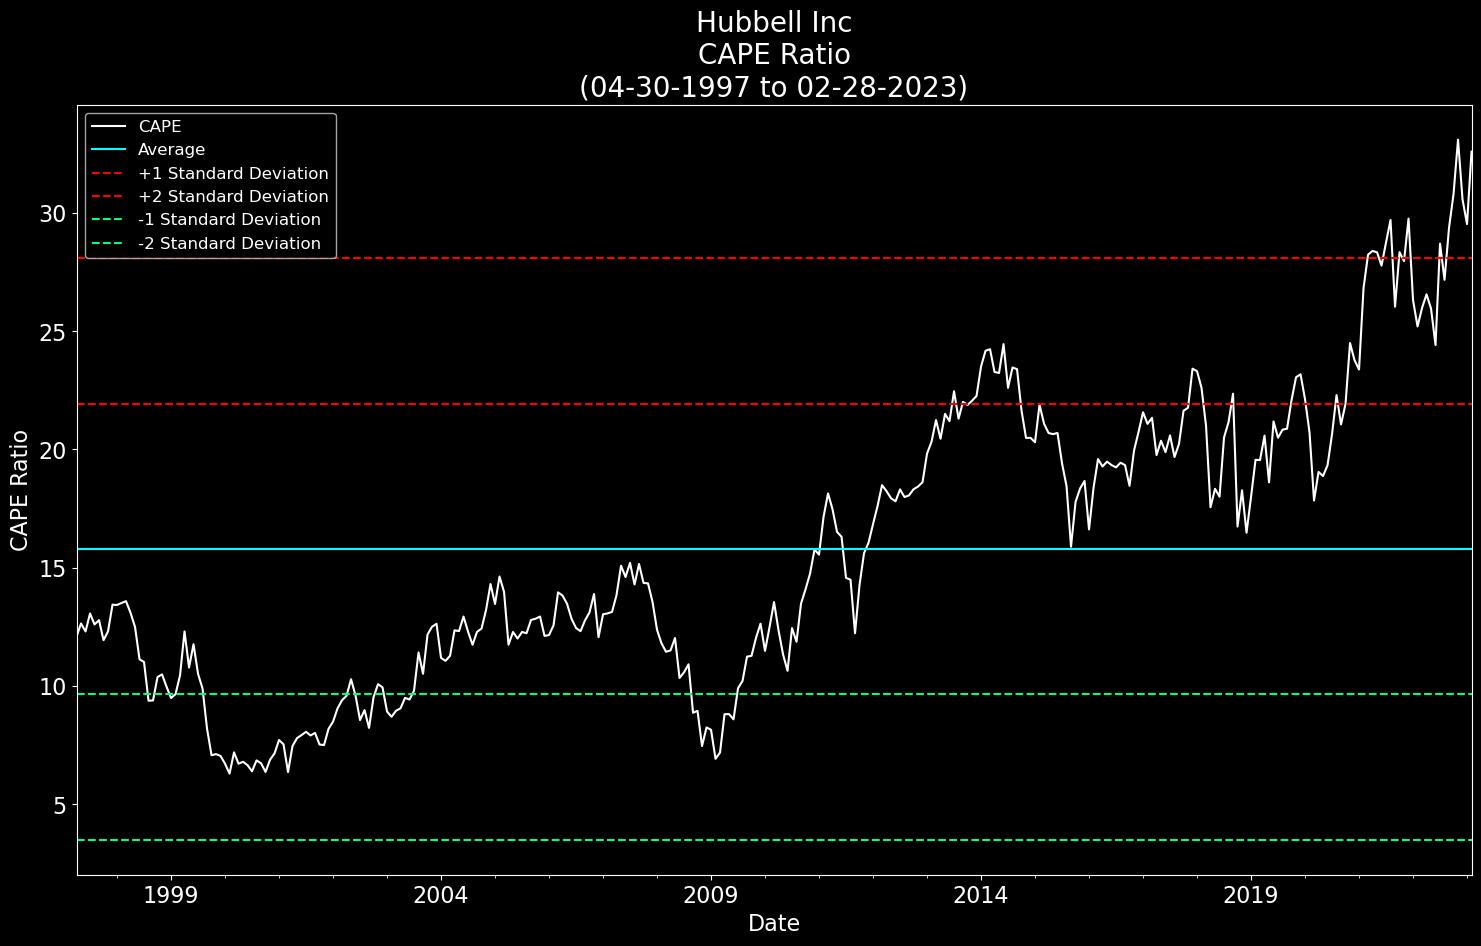 Hubbell Inc
CAPE Ratio
(04-30-1997 to 02-28-2023)
CAPE
Average
+1 Standard Deviation
+2 Standard Deviation
-1 Standard Deviation
-2 Standard Deviation
30
25
20
15
10
5
CAPE Ratio
1999 2004 2009 2014 2019
Date